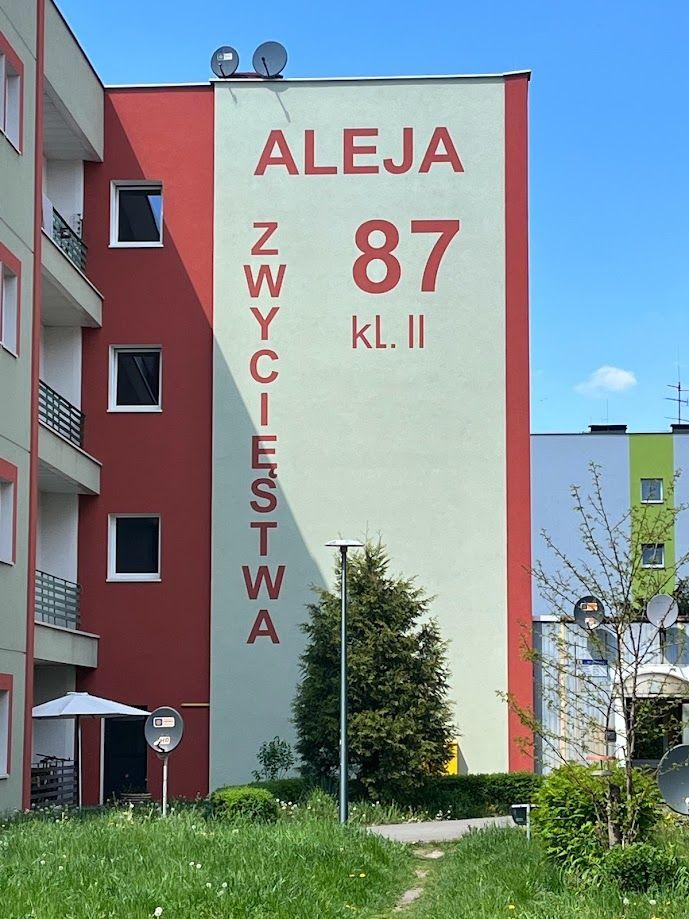 ALEJA
ZWYCIĘSTWA
87
kl. II